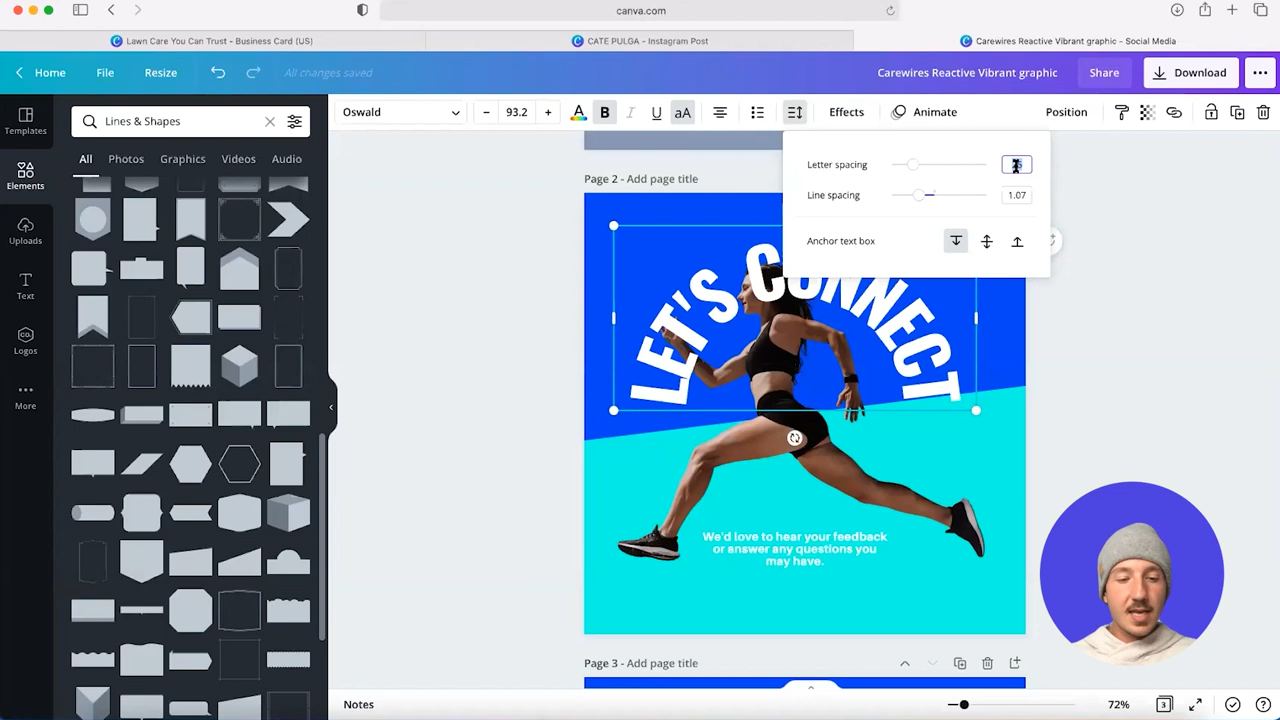 canva.com
Lawn Care You Can Trust - Business Card (US)
CATE PULGA - Instagram Post
Carewires Reactive Vibrant graphic - Social Media
Home
File
Resize
All changes saved
Carewires Reactive Vibrant graphic
Share
Download
Templates
Elements
Uploads
Text
Logos
More
Lines & Shapes
All
Photos
Graphics
Videos
Audio
Oswald
93.2
B
I
U
aA
Effects
Animate
Position
Letter spacing
Line spacing
1.07
Anchor text box
Page 2 - Add page title
LET'S CONNECT
We'd love to hear your feedback
or answer any questions you
may have.
Page 3 - Add page title
Notes
72%
3